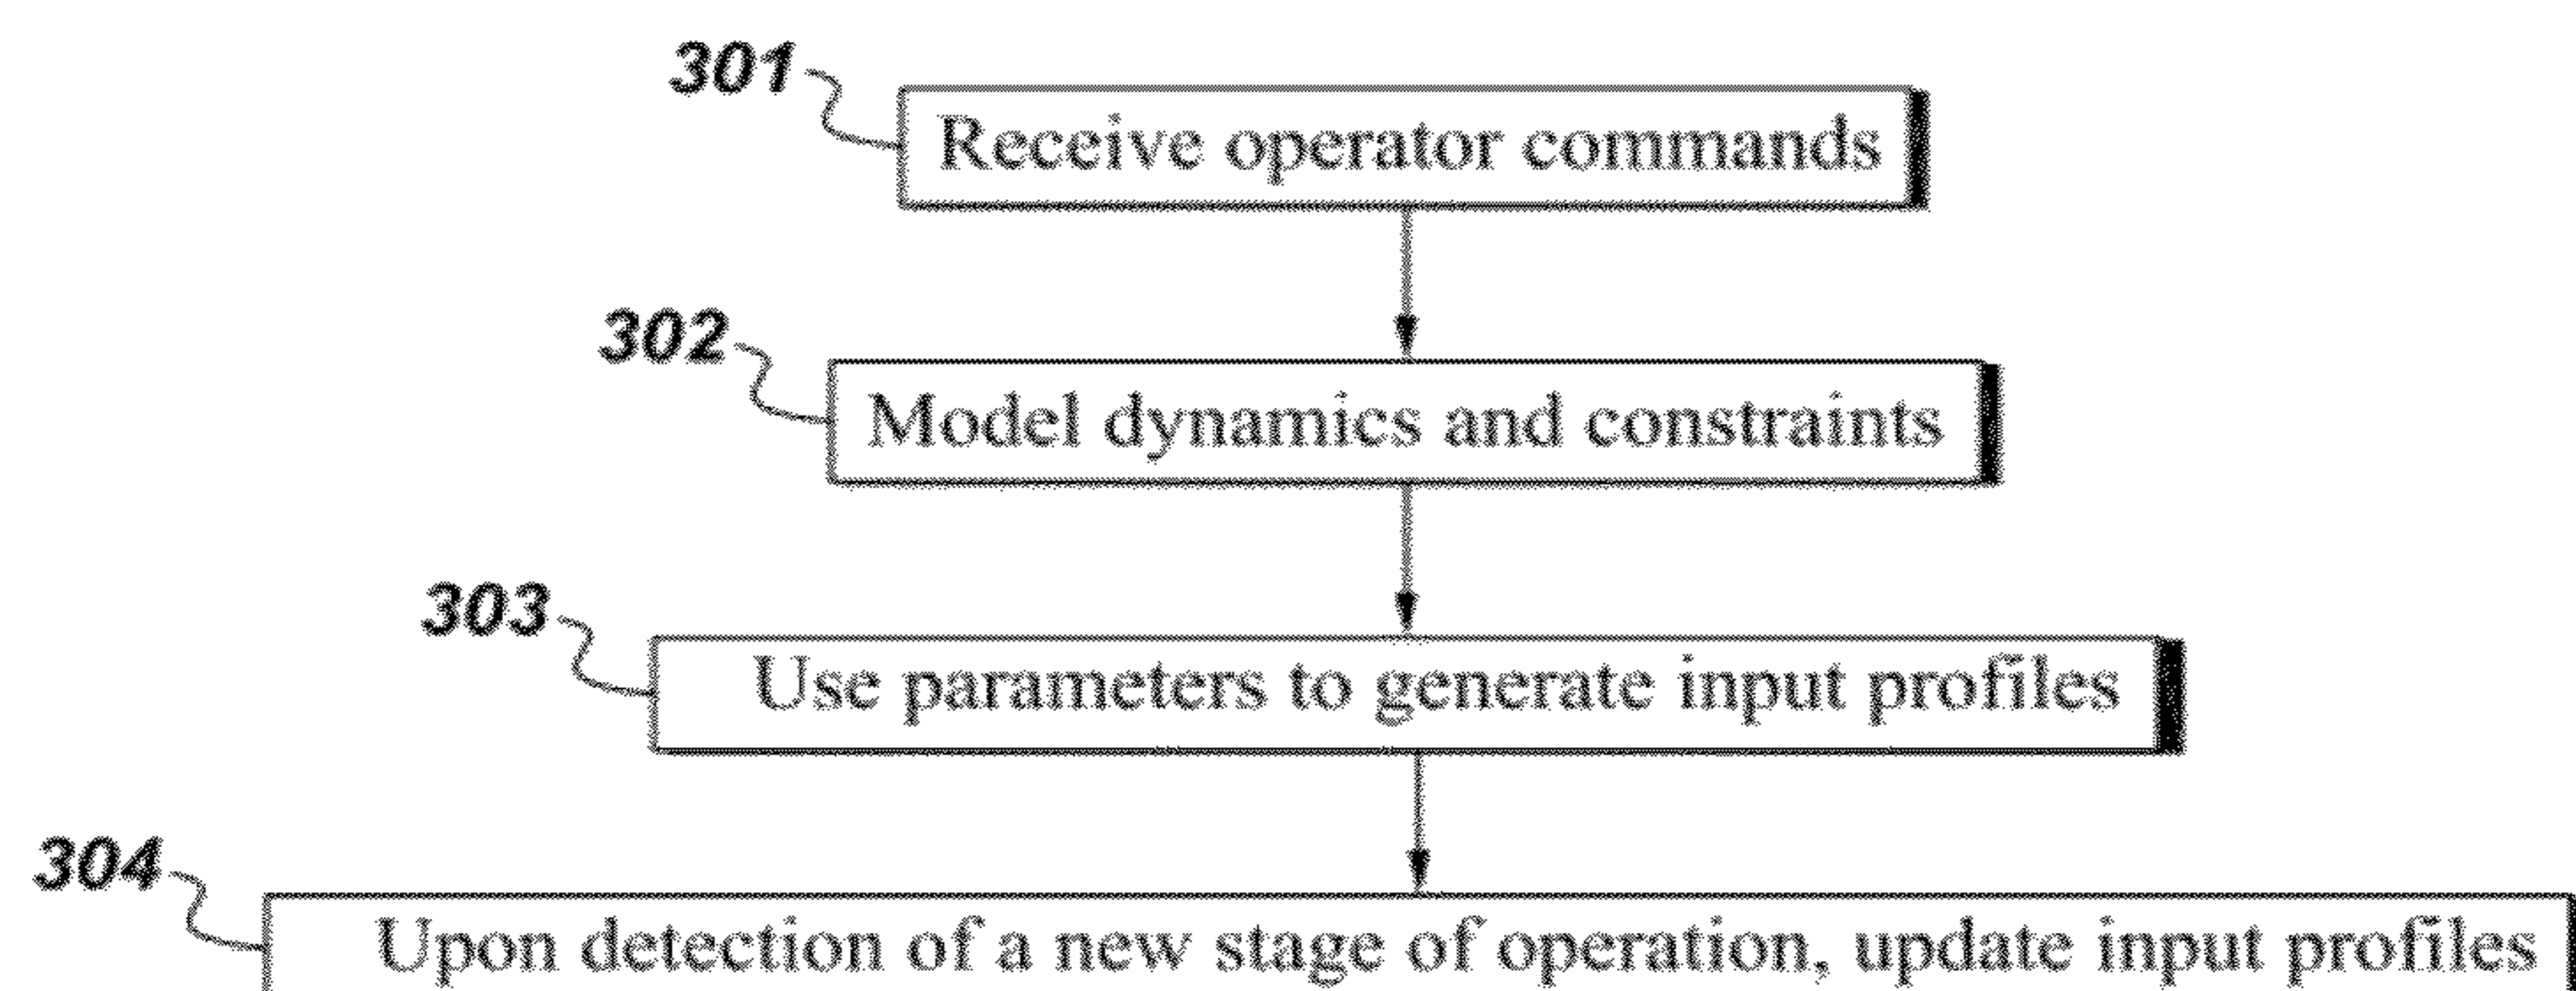 301
Receive operator commands
302
Model dynamics and constraints
303
Use parameters to generate input profiles
304
Upon detection of a new stage of operation, update input profiles